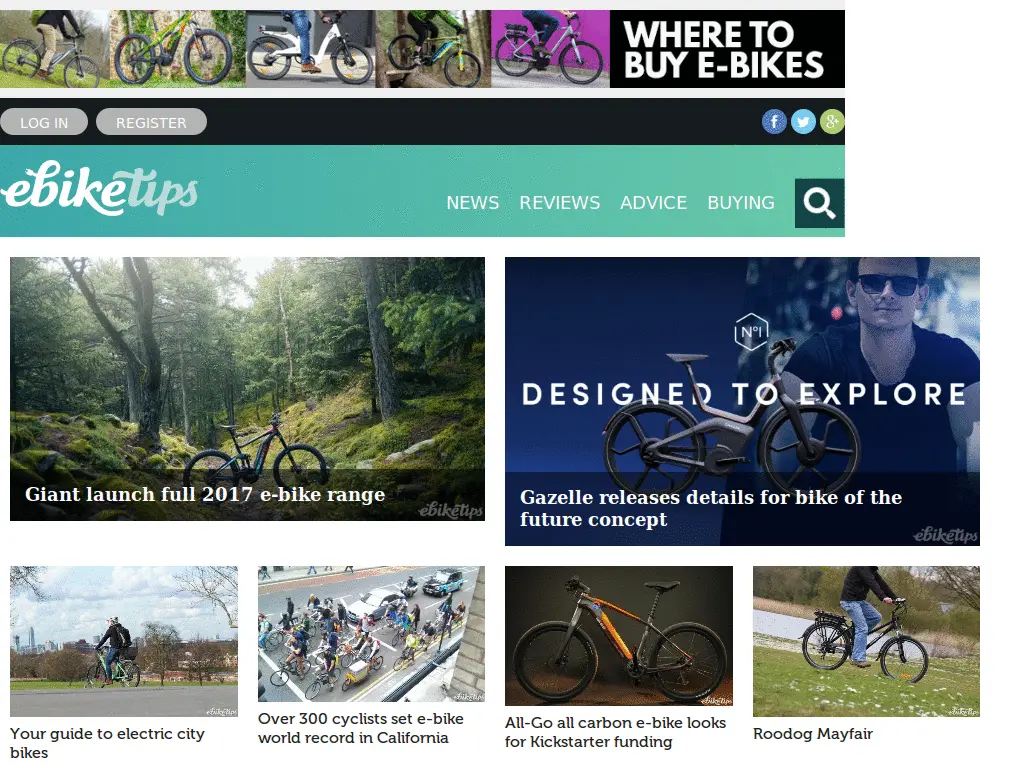 WHERE TO
BUY E-BIKES
LOG IN
REGISTER
f
g+
ebiketips
NEWS
REVIEWS
ADVICE
BUYING
Giant launch full 2017 e-bike range
ebiketips
Nº1
DESIGNED TO EXPLORE
Gazelle releases details for bike of the
future concept
ebiketips
ebiketips
Your guide to electric city
bikes
ebiketips
Over 300 cyclists set e-bike
world record in California
ebiketips
All-Go all carbon e-bike looks
for Kickstarter funding
ebiketips
Roodog Mayfair